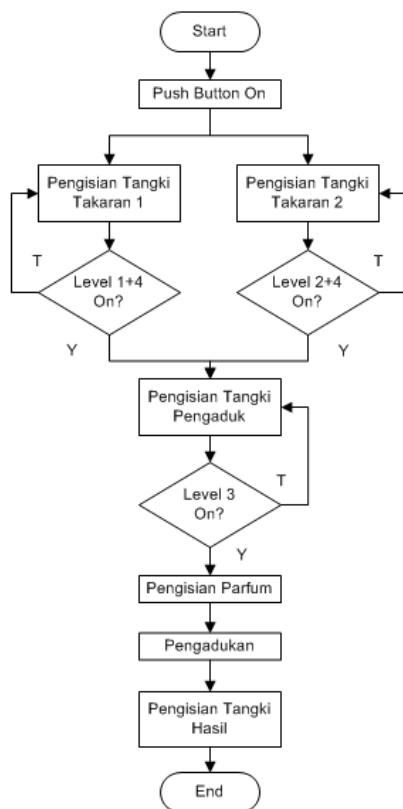 Start
Push Button On
Pengisian Tangki
Takaran 1
Pengisian Tangki
Takaran 2
T
Level 1+4
On?
Level 2+4
On?
T
Y
Y
Pengisian Tangki
Pengaduk
T
Level 3
On?
Y
Pengisian Parfum
Pengadukan
Pengisian Tangki
Hasil
End